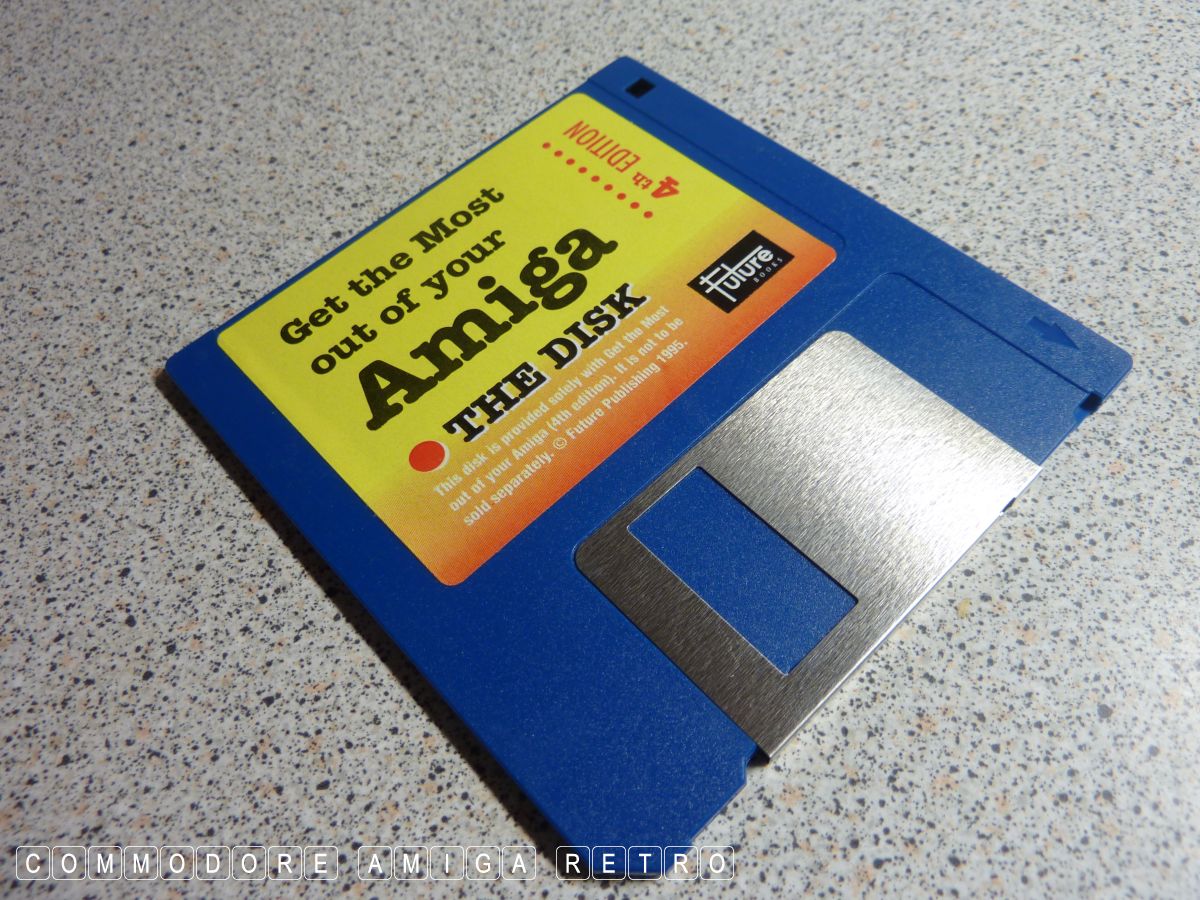 4th EDITION
Get the Most
out of your
Amiga
THE DISK
This disk is provided solely with Get the Most
out of your Amiga (4th edition). It is not to be
sold separately. © Future Publishing 1995.
Future
BOOKS
COMMODORE AMIGA RETRO